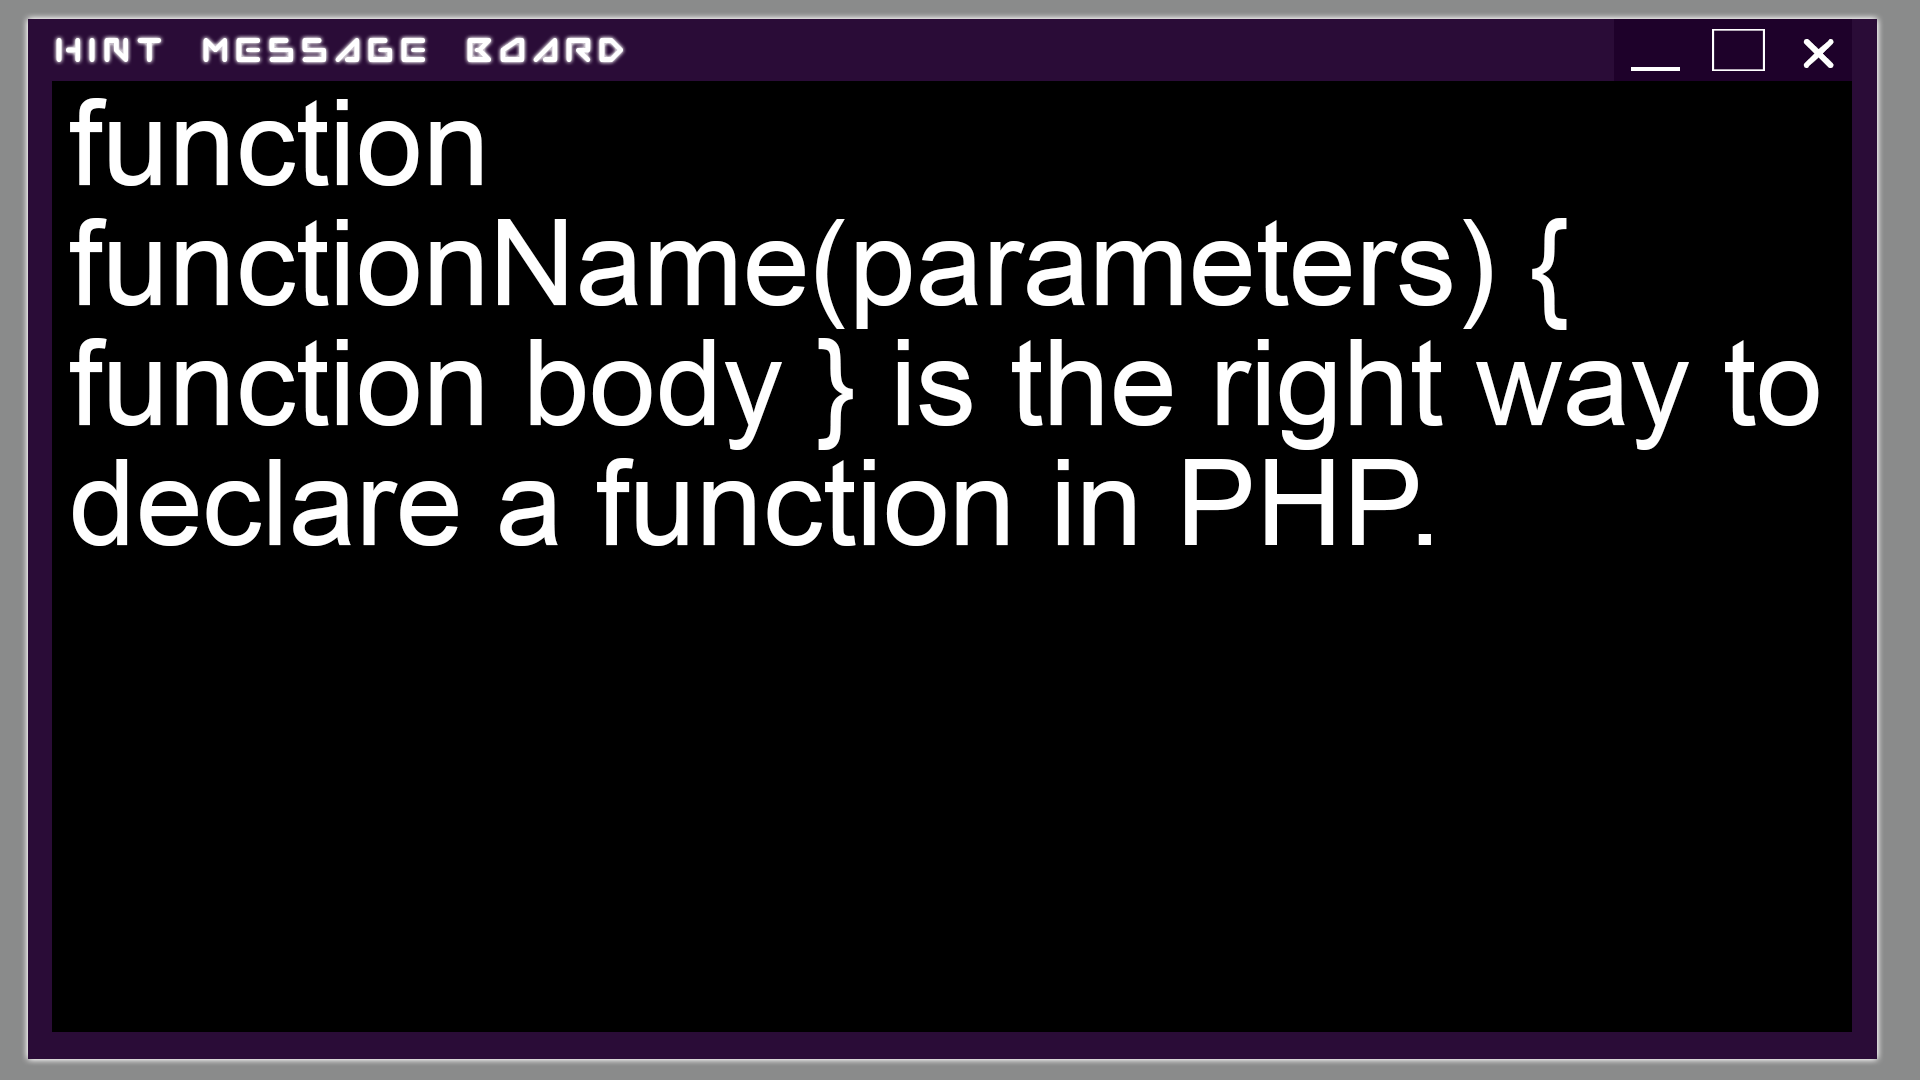 HINT MESSAGE BOARD
function
functionName(parameters) {
function body } is the right way to
declare a function in PHP.